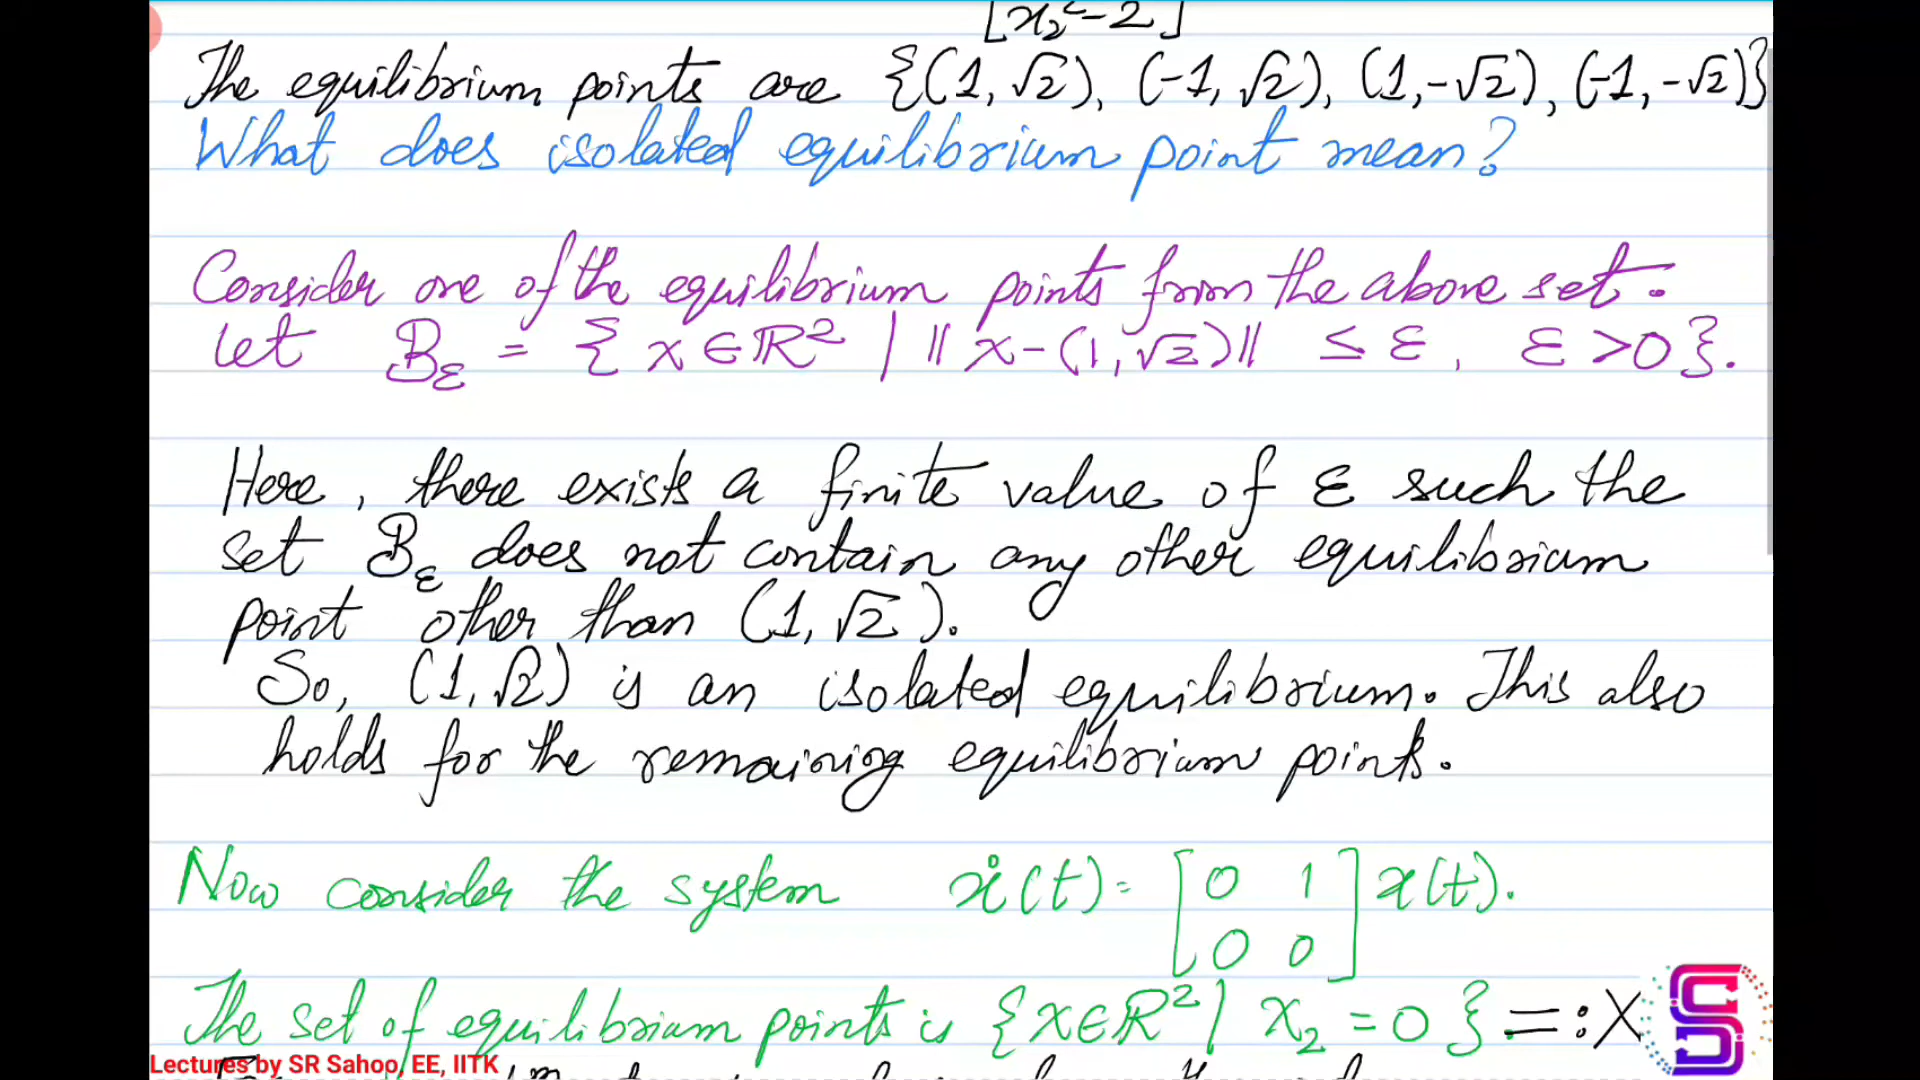 [x₂² - 2]
The equilibrium points are {(1, √2), (-1, √2), (1, -√2), (-1, -√2)}
What does isolated equilibrium point mean?
Consider one of the equilibrium points from the above set.
Let B_ε = { x ∈ ℝ² | || x - (1, √2) || ≤ ε, ε > 0 }.
Here, there exists a finite value of ε such the
set B_ε does not contain any other equilibrium
point other than (1, √2).
So, (1, √2) is an isolated equilibrium. This also
holds for the remaining equilibrium points.
Now consider the system ẋ(t) = [0 1] x(t).
[0 0]
The set of equilibrium points is {x ∈ ℝ² | x₂ = 0} =: X
Lectures by SR Sahoo, EE, IITK